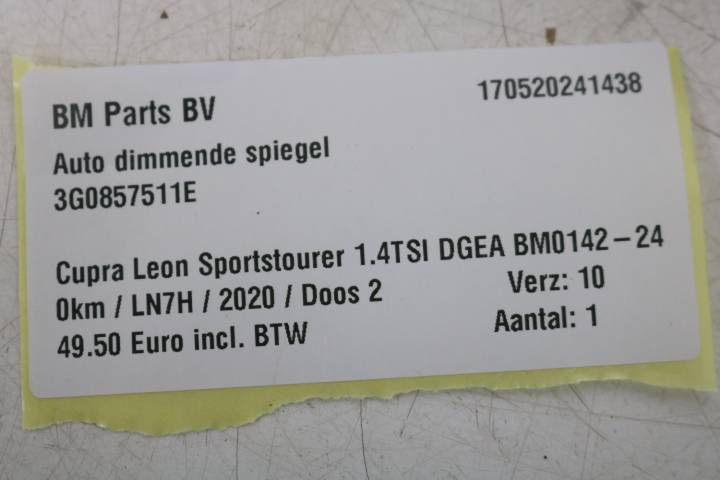 BM Parts BV 170520241438
Auto dimmende spiegel
3G0857511E
Cupra Leon Sportstourer 1.4TSI DGEA BM0142-24
0km / LN7H / 2020 / Doos 2 Verz: 10
49.50 Euro incl. BTW Aantal: 1